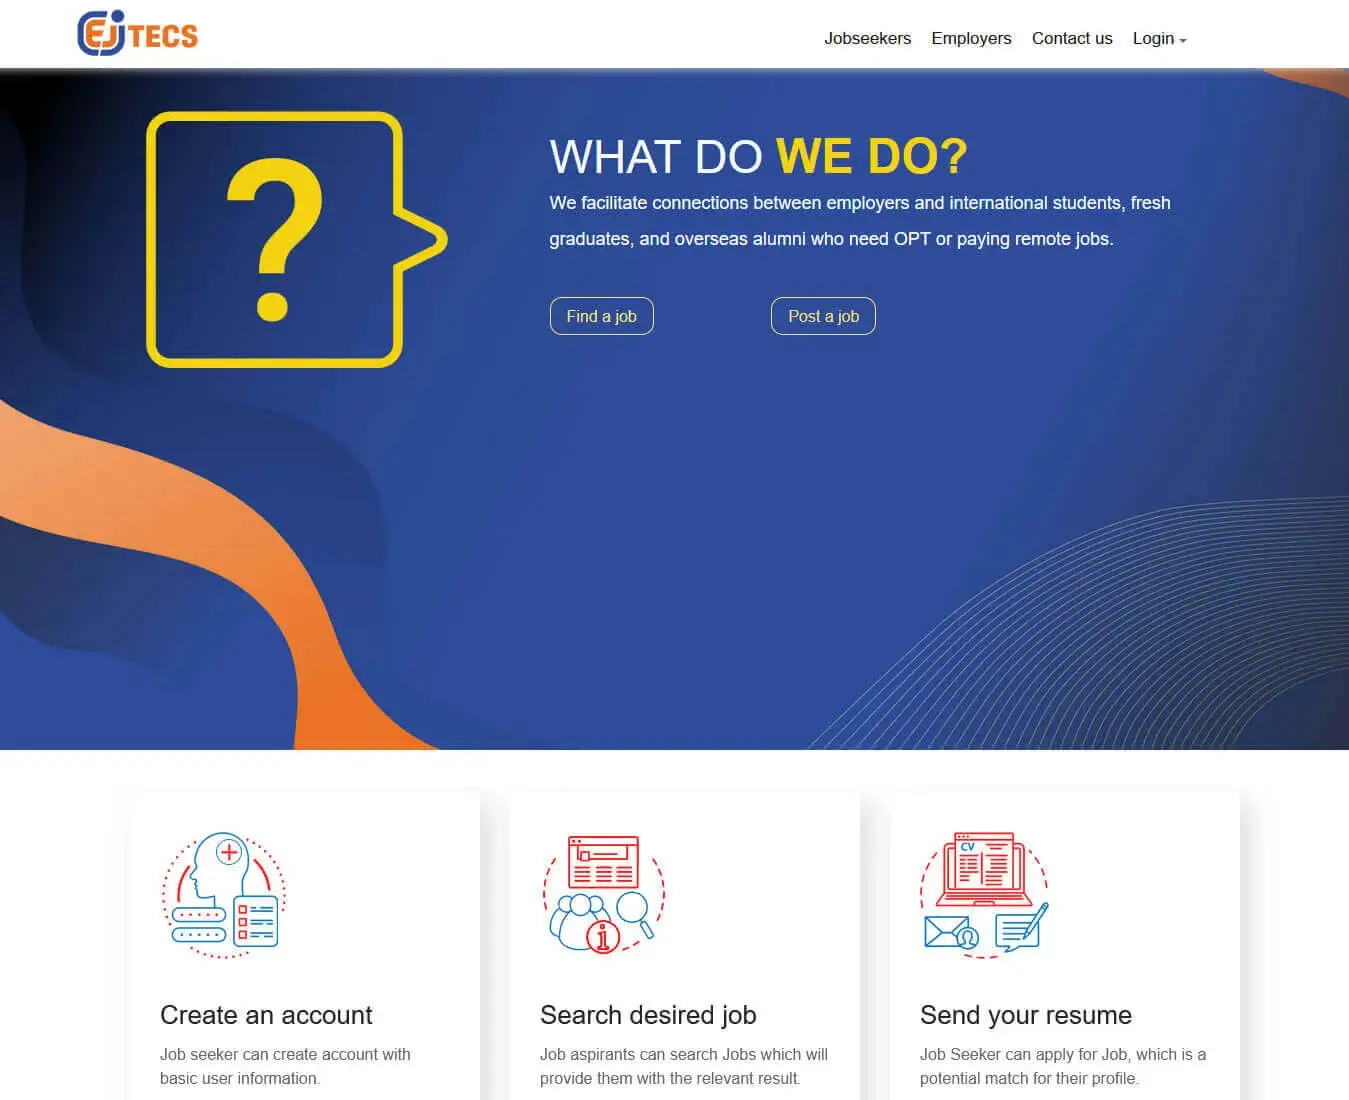 EJ TECS
Jobseekers Employers Contact us Login
?
WHAT DO WE DO?
We facilitate connections between employers and international students, fresh
graduates, and overseas alumni who need OPT or paying remote jobs.
Find a job Post a job
CV
i
Create an account
Job seeker can create account with
basic user information.
Search desired job
Job aspirants can search Jobs which will
provide them with the relevant result.
Send your resume
Job Seeker can apply for Job, which is a
potential match for their profile.